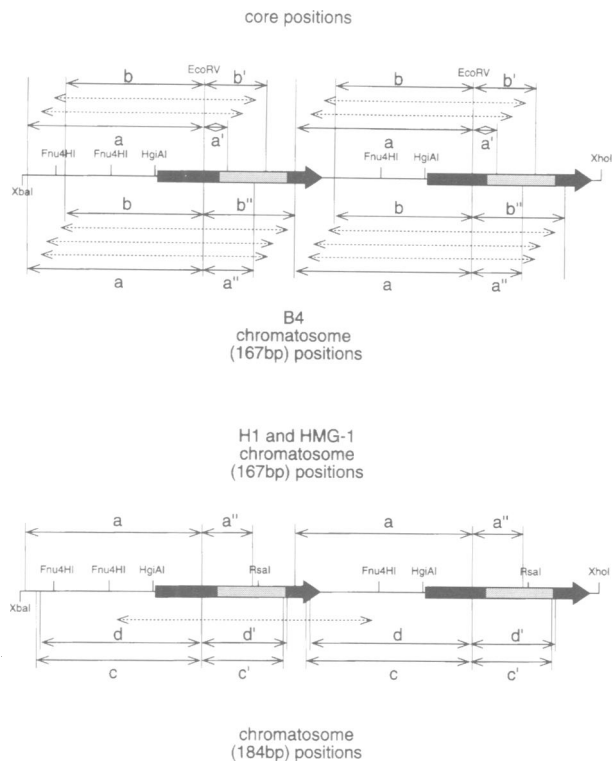 core positions
EcoRV EcoRV
b b' b b'
a a' a a'
Fnu4HI Fnu4HI HgiAI Fnu4HI HgiAI XhoI
XbaI
b b" b b"
a a" a a"
B4
chromatosome
(167bp) positions
H1 and HMG-1
chromatosome
(167bp) positions
a a" a a"
Fnu4HI Fnu4HI HgiAI RsaI Fnu4HI HgiAI RsaI XhoI
XbaI
d d' d d'
c c' c c'
chromatosome
(184bp) positions